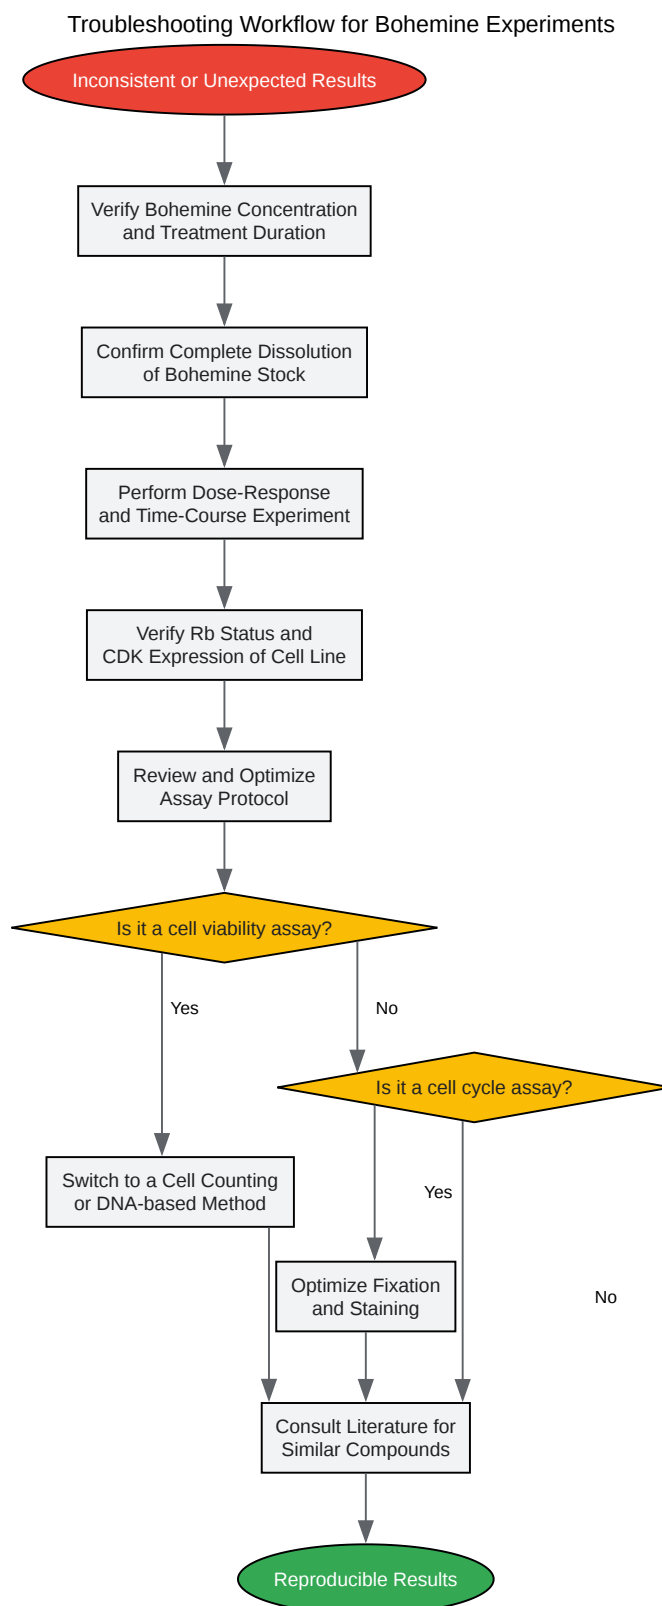 Troubleshooting Workflow for Bohemine Experiments
Inconsistent or Unexpected Results
Verify Bohemine Concentration
and Treatment Duration
Confirm Complete Dissolution
of Bohemine Stock
Perform Dose-Response
and Time-Course Experiment
Verify Rb Status and
CDK Expression of Cell Line
Review and Optimize
Assay Protocol
Is it a cell viability assay?
Yes
No
Is it a cell cycle assay?
Switch to a Cell Counting
or DNA-based Method
Yes
Optimize Fixation
and Staining
No
Consult Literature for
Similar Compounds
Reproducible Results